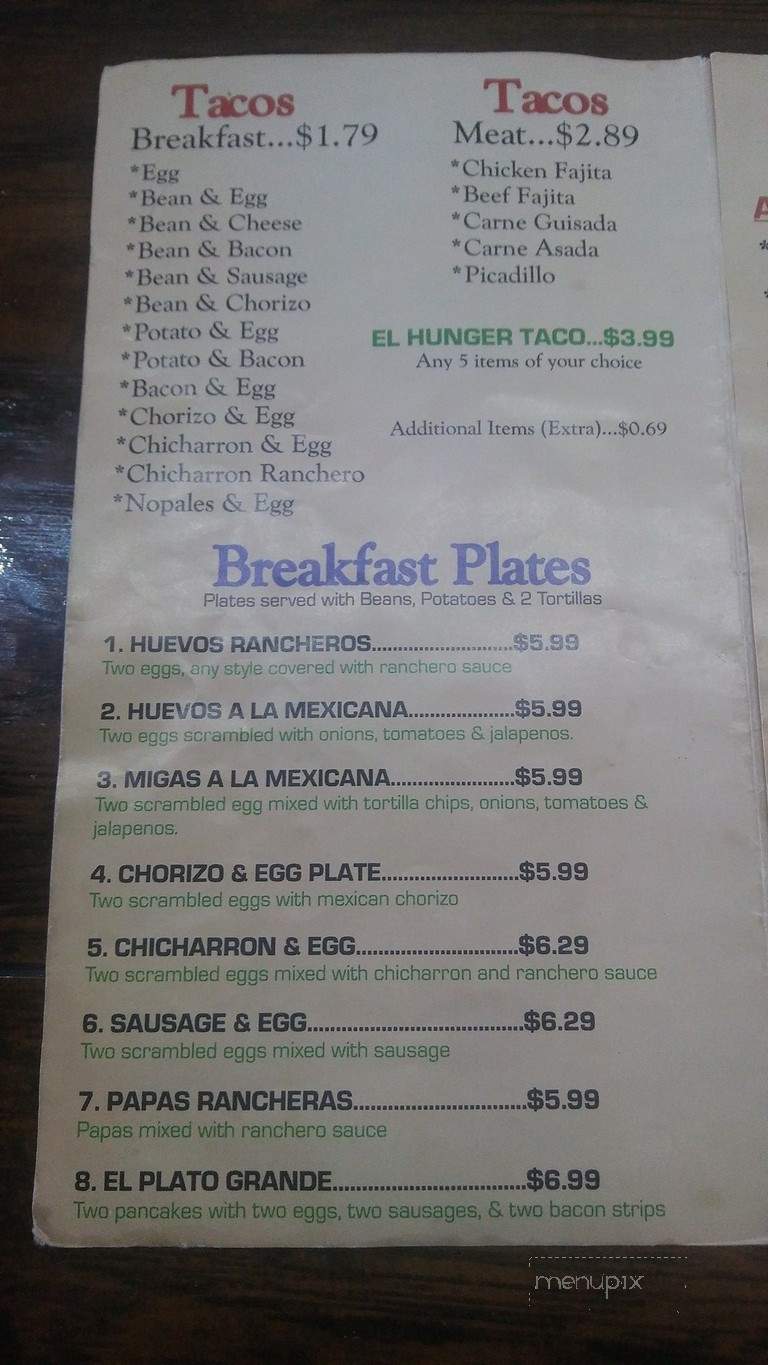 Tacos
Breakfast...$1.79
*Egg
*Bean & Egg
*Bean & Cheese
*Bean & Bacon
*Bean & Sausage
*Bean & Chorizo
*Potato & Egg
*Potato & Bacon
*Bacon & Egg
*Chorizo & Egg
*Chicharron & Egg
*Chicharron Ranchero
*Nopales & Egg
Tacos
Meat...$2.89
*Chicken Fajita
*Beef Fajita
*Carne Guisada
*Carne Asada
*Picadillo
EL HUNGER TACO...$3.99
Any 5 items of your choice
Additional Items (Extra)...$0.69
Breakfast Plates
Plates served with Beans, Potatoes & 2 Tortillas
1. HUEVOS RANCHEROS...........................$5.99
Two eggs, any style covered with ranchero sauce
2. HUEVOS A LA MEXICANA....................$5.99
Two eggs scrambled with onions, tomatoes & jalapenos.
3. MIGAS A LA MEXICANA.......................$5.99
Two scrambled egg mixed with tortilla chips, onions, tomatoes &
jalapenos.
4. CHORIZO & EGG PLATE..........................$5.99
Two scrambled eggs with mexican chorizo
5. CHICHARRON & EGG..............................$6.29
Two scrambled eggs mixed with chicharron and ranchero sauce
6. SAUSAGE & EGG........................................$6.29
Two scrambled eggs mixed with sausage
7. PAPAS RANCHERAS................................$5.99
Papas mixed with ranchero sauce
8. EL PLATO GRANDE...................................$6.99
Two pancakes with two eggs, two sausages, & two bacon strips
menupix